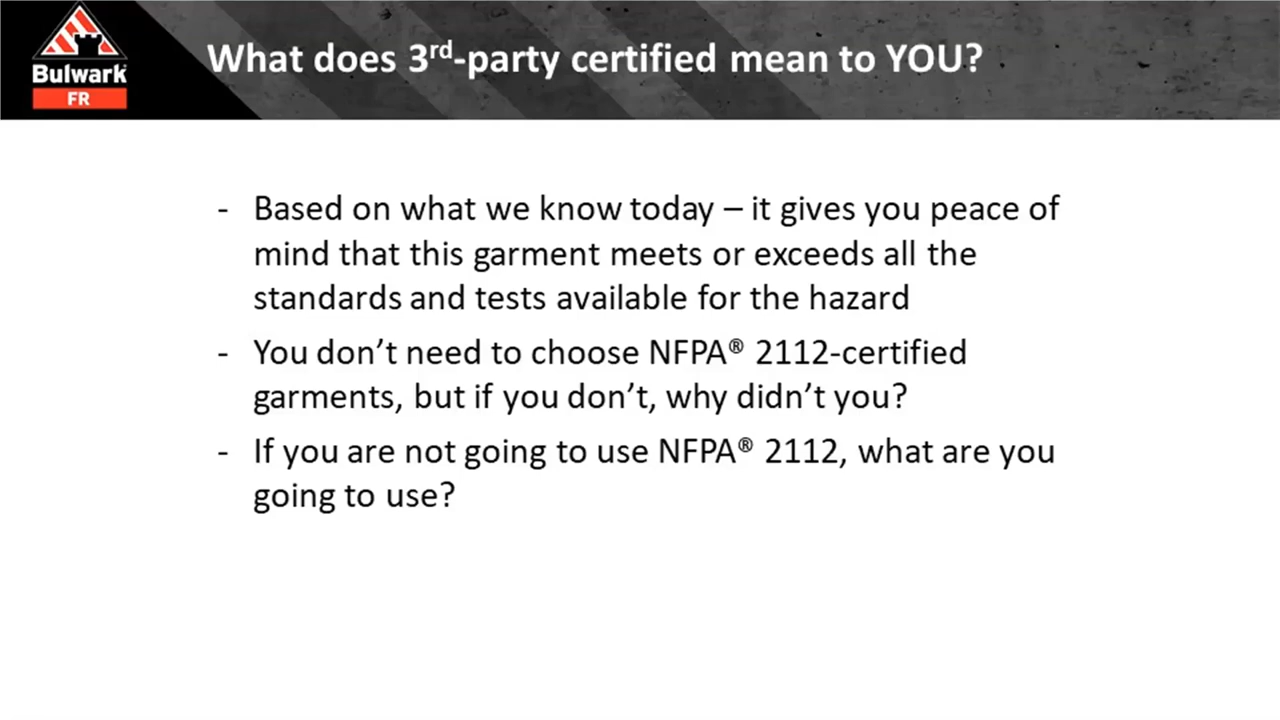 Bulwark
FR
What does 3rd-party certified mean to YOU?
- Based on what we know today – it gives you peace of
mind that this garment meets or exceeds all the
standards and tests available for the hazard
- You don’t need to choose NFPA® 2112-certified
garments, but if you don’t, why didn’t you?
- If you are not going to use NFPA® 2112, what are you
going to use?